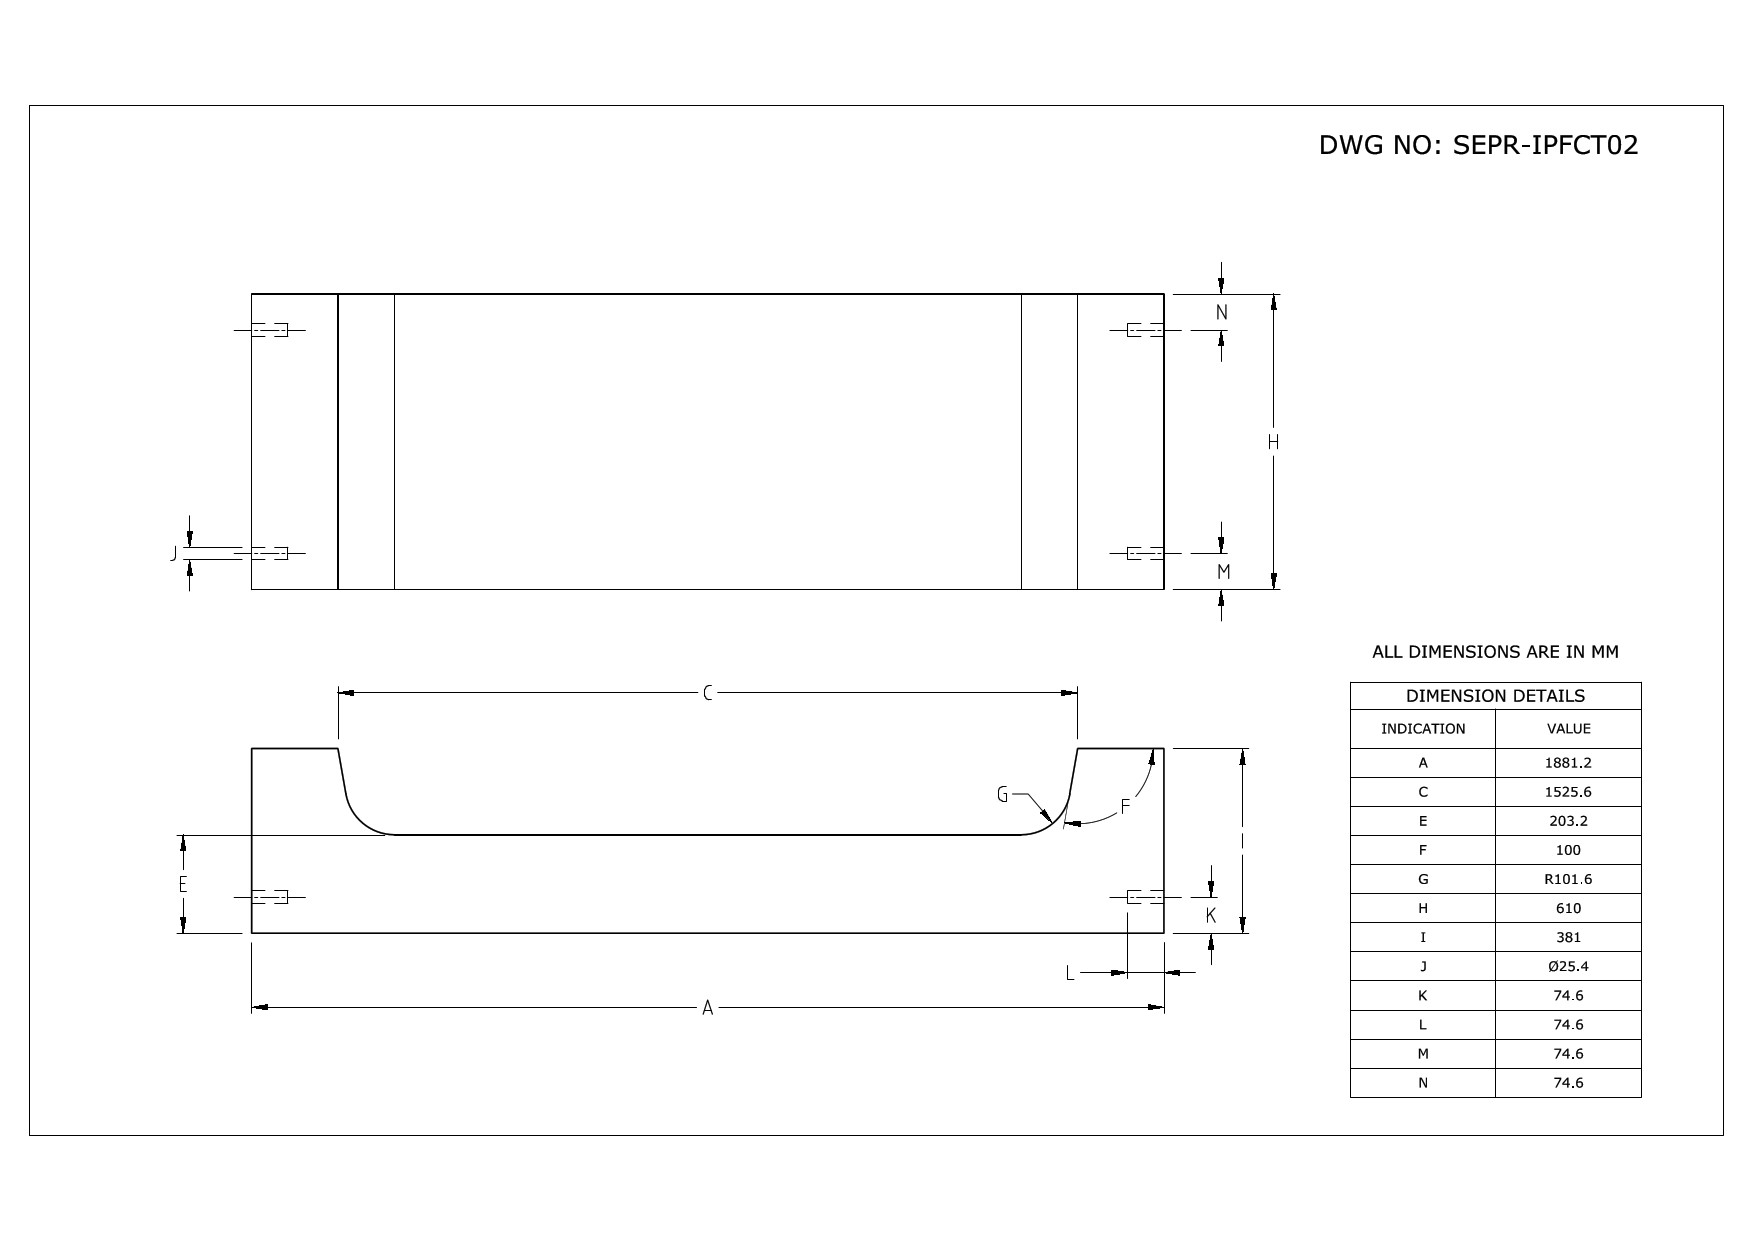 DWG NO: SEPR-IPFCT02
N
H
J
M
C
G
F
I
E
K
L
A
ALL DIMENSIONS ARE IN MM
DIMENSION DETAILS
INDICATION VALUE
A 1881.2
C 1525.6
E 203.2
F 100
G R101.6
H 610
I 381
J Ø25.4
K 74.6
L 74.6
M 74.6
N 74.6